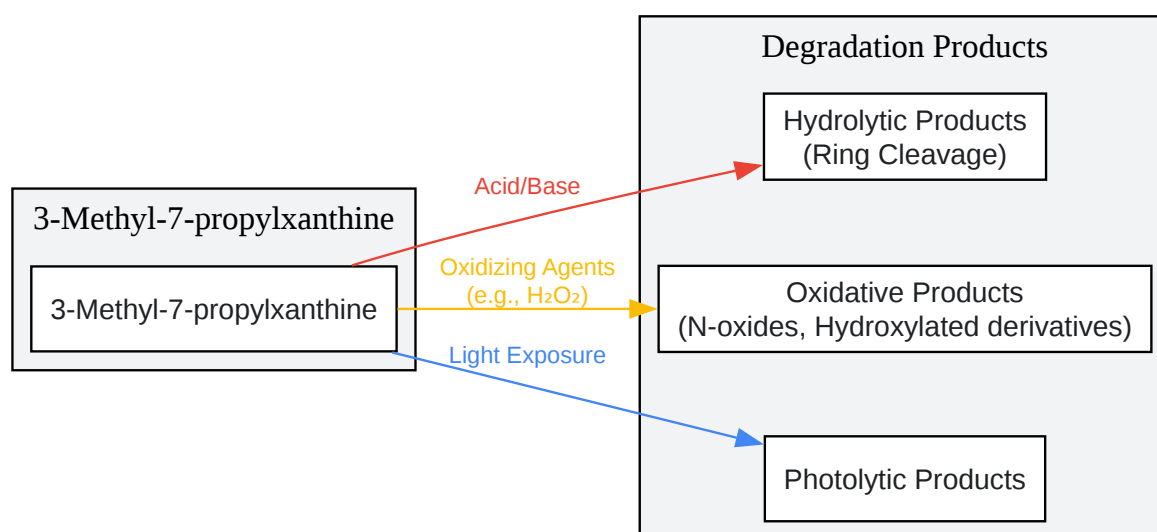 3-Methyl-7-propylxanthine
3-Methyl-7-propylxanthine
Acid/Base
Oxidizing Agents
(e.g., H₂O₂)
Light Exposure
Degradation Products
Hydrolytic Products
(Ring Cleavage)
Oxidative Products
(N-oxides, Hydroxylated derivatives)
Photolytic Products